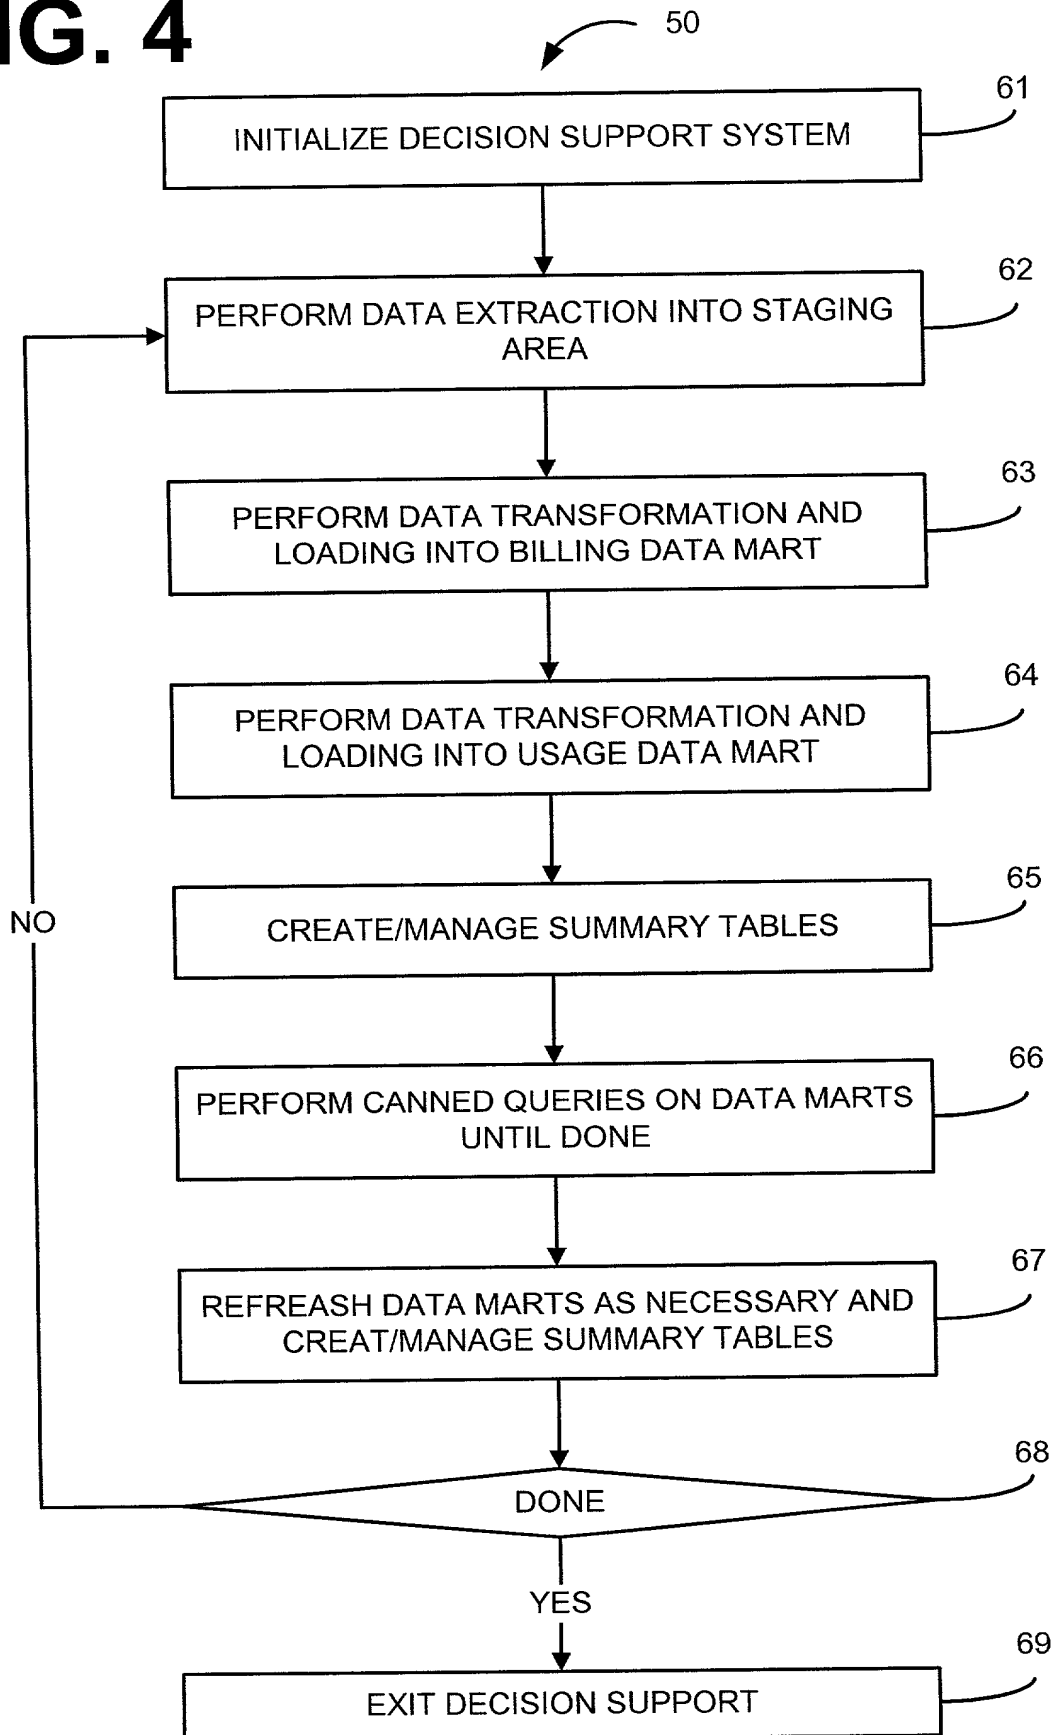 IG. 4
50
61
INITIALIZE DECISION SUPPORT SYSTEM
62
PERFORM DATA EXTRACTION INTO STAGING
AREA
63
PERFORM DATA TRANSFORMATION AND
LOADING INTO BILLING DATA MART
64
PERFORM DATA TRANSFORMATION AND
LOADING INTO USAGE DATA MART
65
CREATE/MANAGE SUMMARY TABLES
NO
66
PERFORM CANNED QUERIES ON DATA MARTS
UNTIL DONE
67
REFREASH DATA MARTS AS NECESSARY AND
CREAT/MANAGE SUMMARY TABLES
68
DONE
YES
69
EXIT DECISION SUPPORT